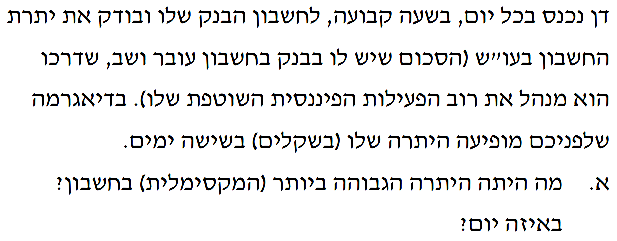 דן נכנס בכל יום, בשעה קבועה, לחשבון הבנק שלו ובודק את יתרת
החשבון בעו״ש (הסכום שיש לו בבנק בחשבון עובר ושב, שדרכו
הוא מנהל את רוב הפעילות הפיננסית השוטפת שלו). בדיאגרמה
שלפניכם מופיעה היתרה שלו (בשקלים) בשישה ימים.
א. מה היתה היתרה הגבוהה ביותר (המקסימלית) בחשבון?
באיזה יום?